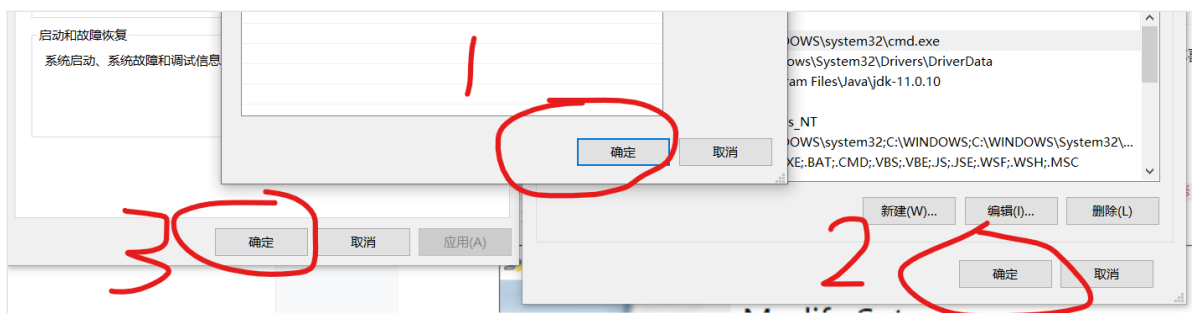 启动和故障恢复
系统启动、系统故障和调试信息
1
确定
取消
OWS\system32\cmd.exe
ows\System32\Drivers\DriverData
ram Files\Java\jdk-11.0.10
s_NT
OWS\system32;C:\WINDOWS;C:\WINDOWS\System32\...
XE;.BAT;.CMD;.VBS;.VBE;.JS;.JSE;.WSF;.WSH;.MSC
新建(W)...
编辑(I)...
删除(L)
3
确定
取消
应用(A)
2
确定
取消